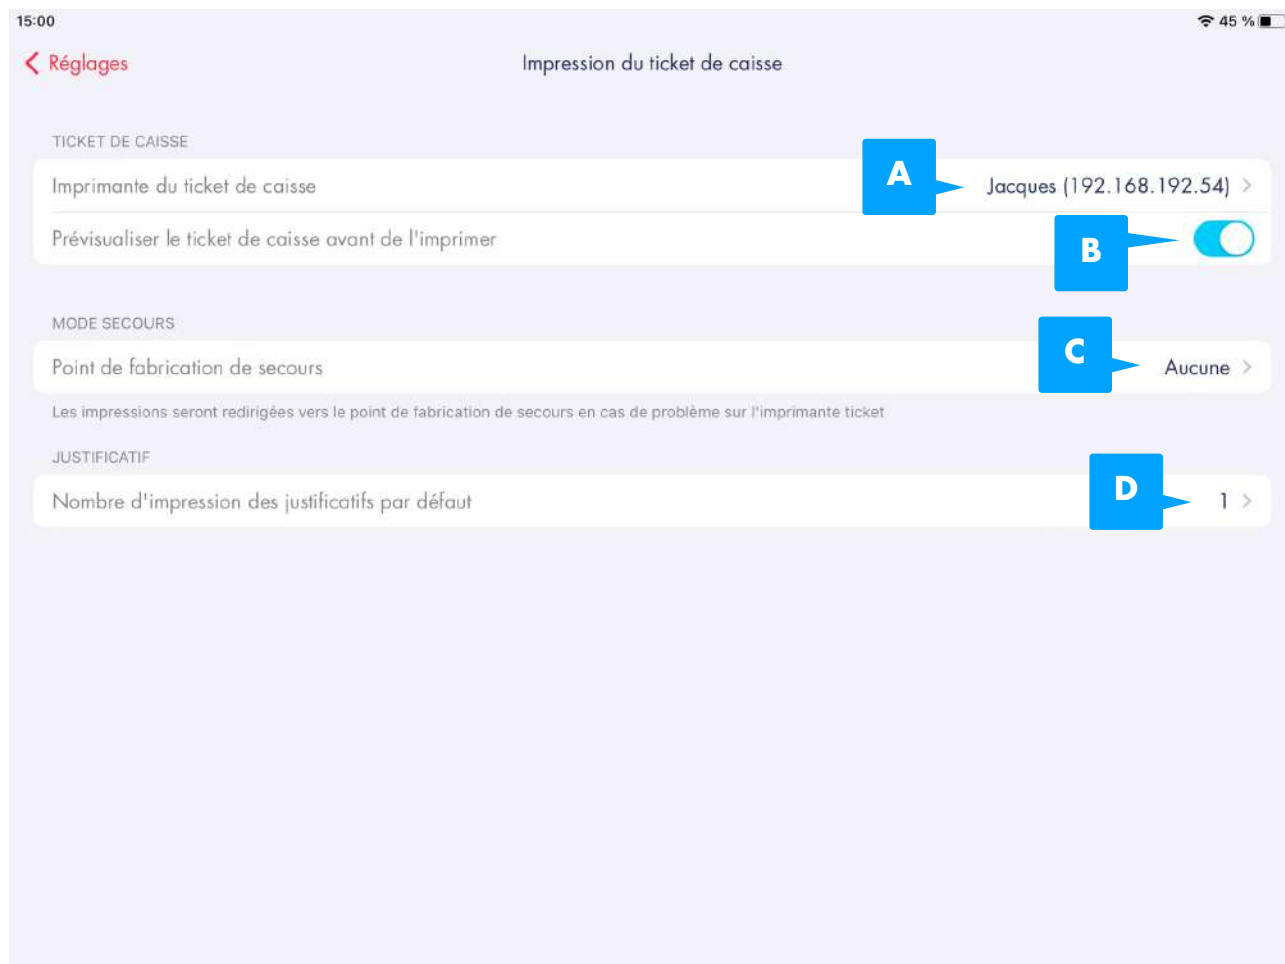 15:00 45 %
Réglages Impression du ticket de caisse
TICKET DE CAISSE
A
Imprimante du ticket de caisse Jacques (192.168.192.54)
Prévisualiser le ticket de caisse avant de l'imprimer
B
MODE SECOURS
C
Point de fabrication de secours Aucune
Les impressions seront redirigées vers le point de fabrication de secours en cas de problème sur l'imprimante ticket
JUSTIFICATIF
D
Nombre d'impression des justificatifs par défaut 1